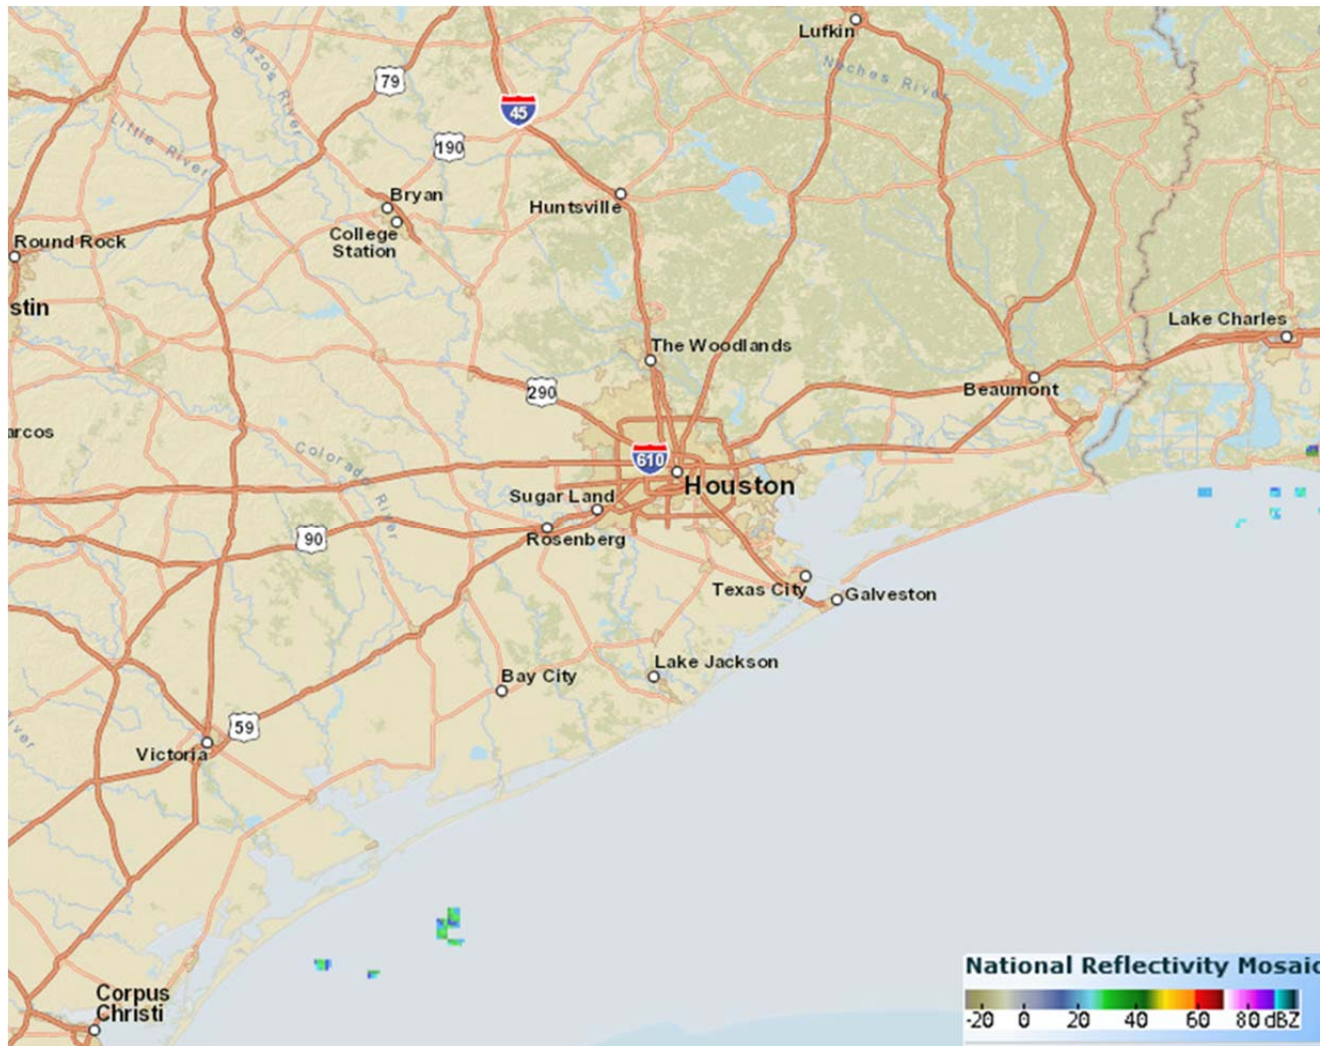 Lufkin
Neches River
Brazos River
79
45
Little River
190
Bryan
College
Station
Huntsville
Round Rock
stin
Lake Charles
The Woodlands
290
Beaumont
arcos
Colorado River
610
Houston
Sugar Land
90
Rosenberg
Texas City
Galveston
Lake Jackson
Bay City
iver
59
Victoria
National Reflectivity Mosaic
-20 0 20 40 60 80 dBZ
Corpus
Christi